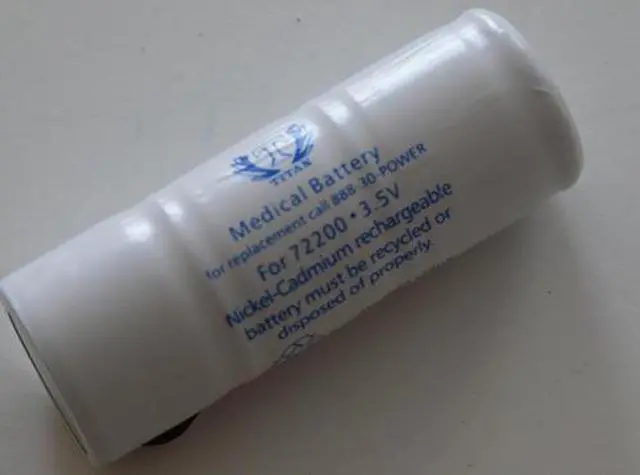 TITAN
Medical Battery
for replacement call 888-30-POWER
For 72200 • 3.5V
Nickel-Cadmium rechargeable
battery must be recycled or
disposed of properly.